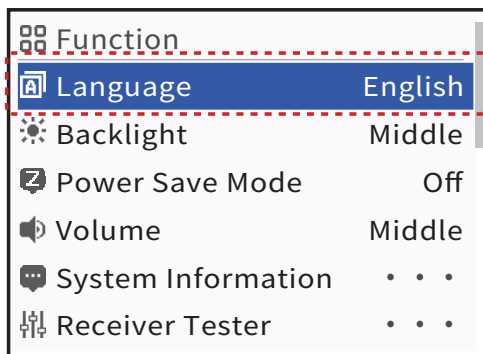 Function
Language English
Backlight Middle
Power Save Mode Off
Volume Middle
System Information • • •
Receiver Tester • • •